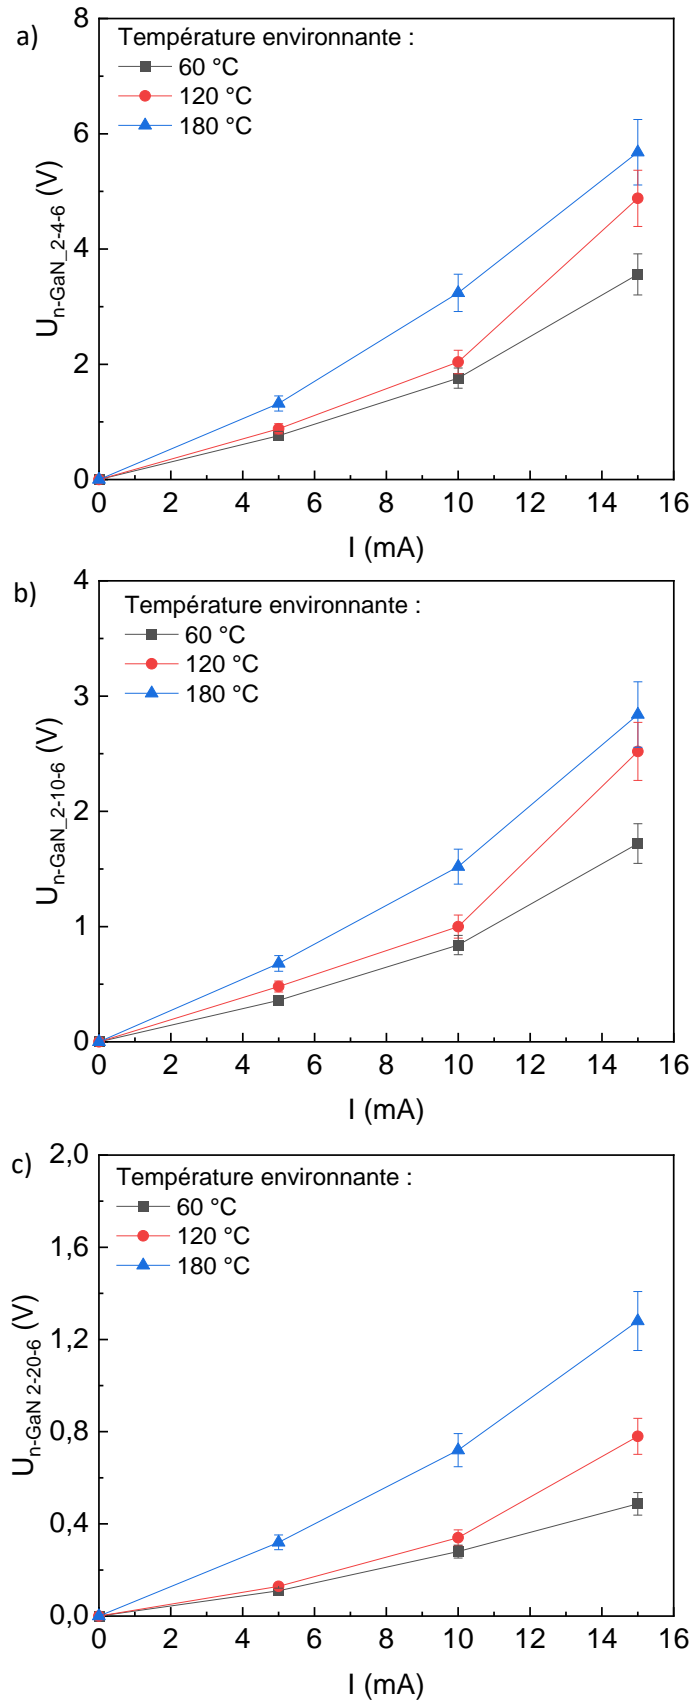 a)
Température environnante :
60 °C
120 °C
180 °C
8
6
4
2
0
U n-GaN_2-4-6 (V)
0 2 4 6 8 10 12 14 16
I (mA)
b)
Température environnante :
60 °C
120 °C
180 °C
4
3
2
1
0
U n-GaN_2-10-6 (V)
0 2 4 6 8 10 12 14 16
I (mA)
c)
Température environnante :
60 °C
120 °C
180 °C
2,0
1,6
1,2
0,8
0,4
0,0
U n-GaN 2-20-6 (V)
0 2 4 6 8 10 12 14 16
I (mA)